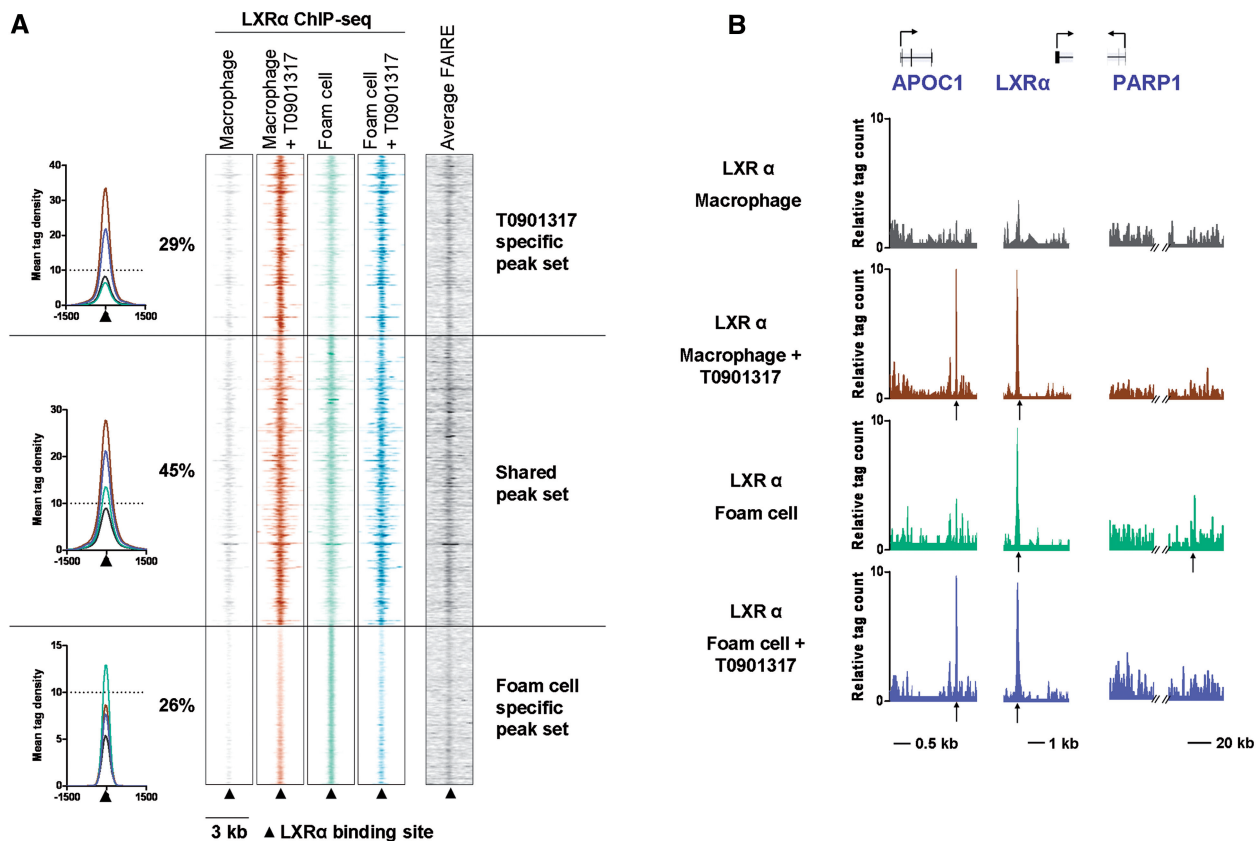 A
LXRα ChIP-seq
Macrophage
Macrophage
+ T0901317
Foam cell
Foam cell
+ T0901317
Average FAIRE
Mean tag density
40
30
20
10
0
-1500
1500
29%
T0901317
specific
peak set
Mean tag density
30
20
10
0
-1500
1500
45%
Shared
peak set
Mean tag density
15
10
5
0
-1500
1500
26%
Foam cell
specific
peak set
3 kb
▲ LXRα binding site
B
APOC1
LXRα
PARP1
LXR α
Macrophage
Relative tag count
10
0
LXR α
Macrophage +
T0901317
Relative tag count
10
0
LXR α
Foam cell
Relative tag count
10
0
LXR α
Foam cell +
T0901317
Relative tag count
10
0
0.5 kb
1 kb
20 kb